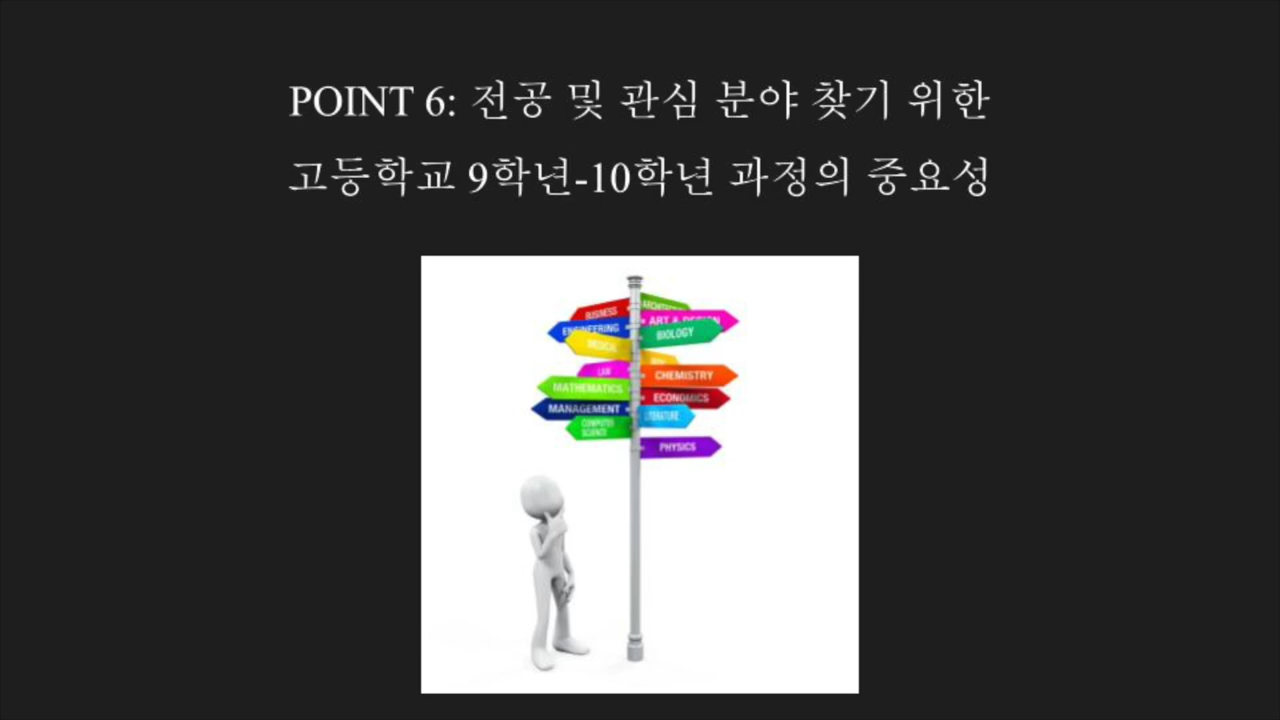 POINT 6: 전공 및 관심 분야 찾기 위한
고등학교 9학년-10학년 과정의 중요성
BUSINESS
ENGINEERING
ART & DESIGN
BIOLOGY
MEDICAL
LAW
CHEMISTRY
MATHEMATICS
ECONOMICS
MANAGEMENT
LITERATURE
COMPUTER
SCIENCE
PHYSICS